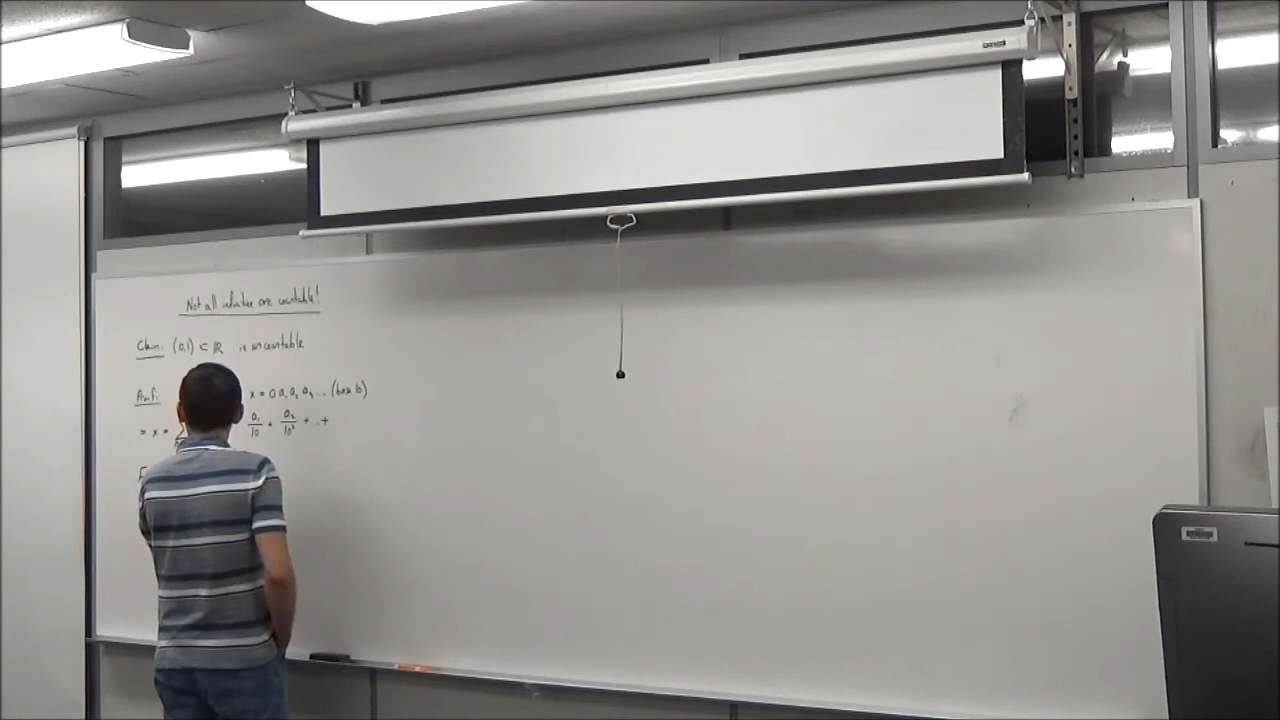 Not all infinities are countable!
Claim: (0,1) ⊂ ℝ is uncountable
Proof: x = 0.a₁a₂a₃... (base 10)
= x = a₁/10 + a₂/10² + ... +